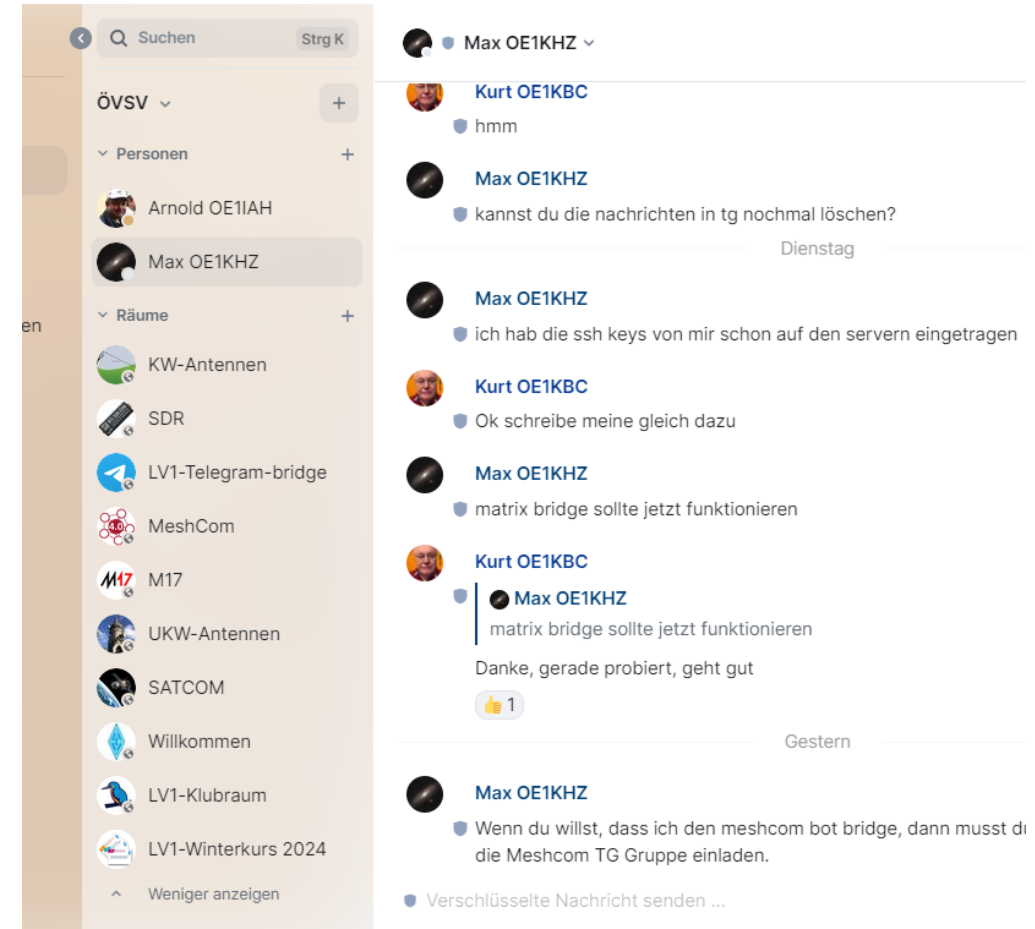 Suchen
Strg K
ÖVSV
Personen
Arnold OE1IAH
Max OE1KHZ
en
Räume
KW-Antennen
SDR
LV1-Telegram-bridge
4.0
MeshCom
M17
M17
UKW-Antennen
SATCOM
Willkommen
LV1-Klubraum
LV1-Winterkurs 2024
Weniger anzeigen
Max OE1KHZ
Kurt OE1KBC
hmm
Max OE1KHZ
kannst du die nachrichten in tg nochmal löschen?
Dienstag
Max OE1KHZ
ich hab die ssh keys von mir schon auf den servern eingetragen
Kurt OE1KBC
Ok schreibe meine gleich dazu
Max OE1KHZ
matrix bridge sollte jetzt funktionieren
Kurt OE1KBC
Max OE1KHZ
matrix bridge sollte jetzt funktionieren
Danke, gerade probiert, geht gut
👍 1
Gestern
Max OE1KHZ
Wenn du willst, dass ich den meshcom bot bridge, dann musst du
die Meshcom TG Gruppe einladen.
Verschlüsselte Nachricht senden ...